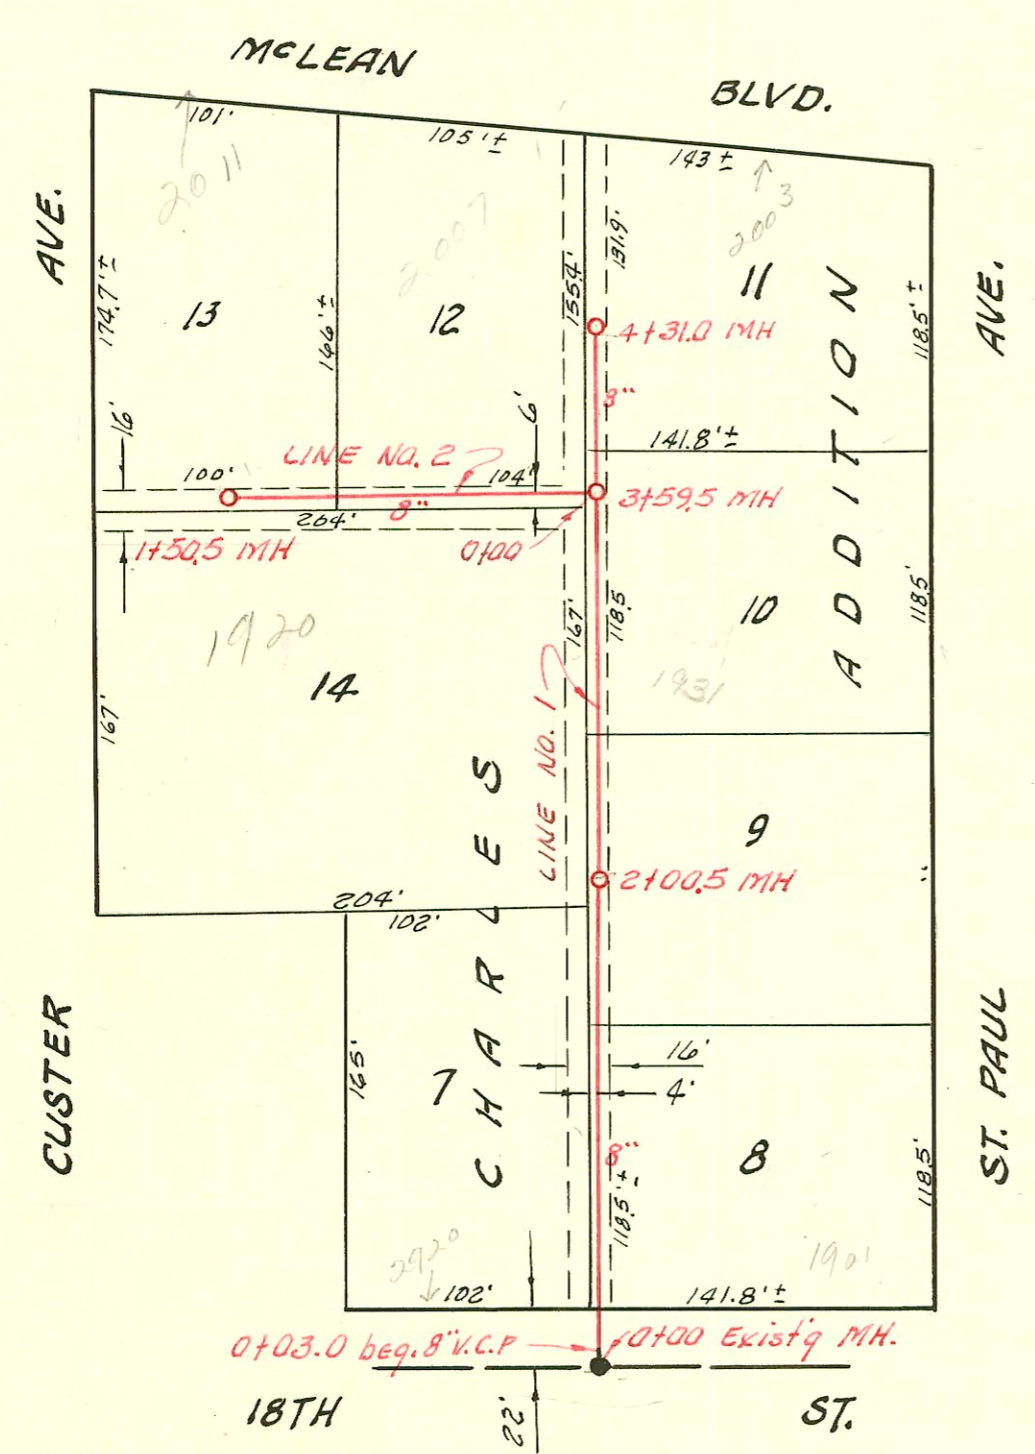 McLEAN BLVD.
101'
105'±
143±
2011
2007
2003
AVE.
AVE.
174.7'±
166'±
155.4'
131.9'
118.5'±
13
12
11
ADDITION
4+31.0 MH
8"
16'
6'
141.8'±
LINE NO. 2
100'
104'
8"
3+59.5 MH
204'
1+50.5 MH
0+00
1920
14
167'
167'
118.5
10
118.5'
1931
LINE NO. 1
CHARLES
9
"
2+00.5 MH
204'
102'
CUSTER
ST. PAUL
165'
7
16'
4'
8"
118.5'±
8
118.5'
1901
102'
141.8'±
0+03.0 beg. 8" V.C.P
0+00 Exist'g MH.
18TH ST.
22'